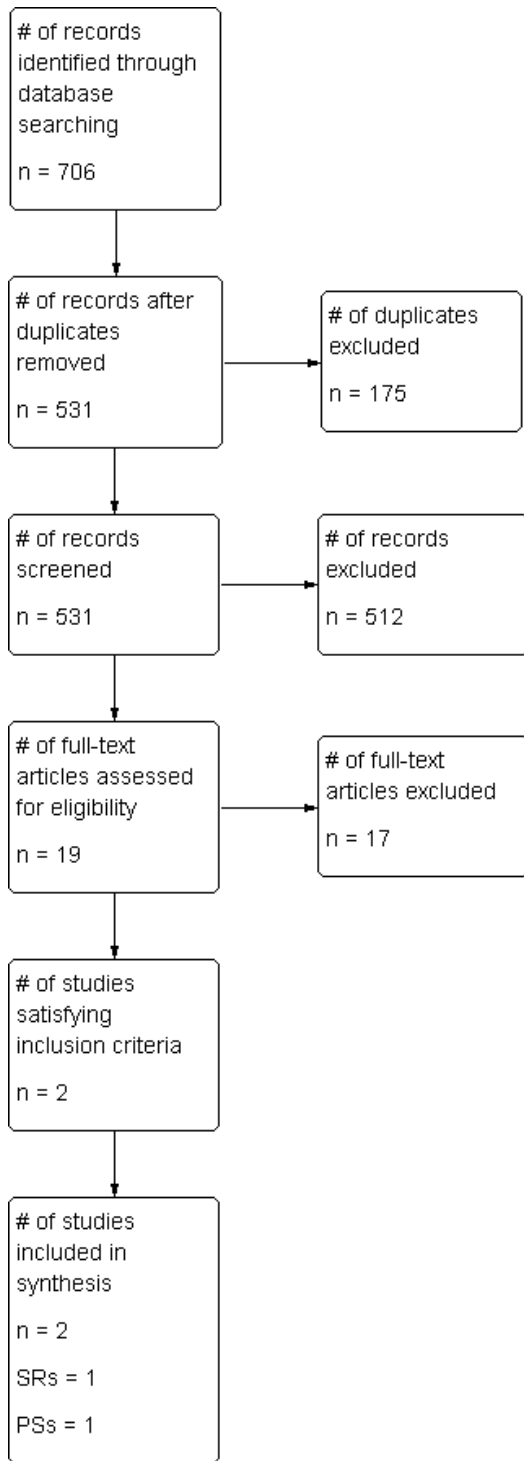 # of records
identified through
database
searching
n = 706
# of records after
duplicates
removed
n = 531
# of duplicates
excluded
n = 175
# of records
screened
n = 531
# of records
excluded
n = 512
# of full-text
articles assessed
for eligibility
n = 19
# of full-text
articles excluded
n = 17
# of studies
satisfying
inclusion criteria
n = 2
# of studies
included in
synthesis
n = 2
SRs = 1
PSs = 1